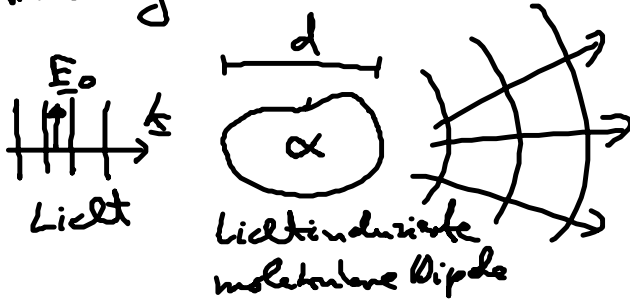 d
E₀
k
α
Licht
Lichtinduzierte
molekulare Dipole